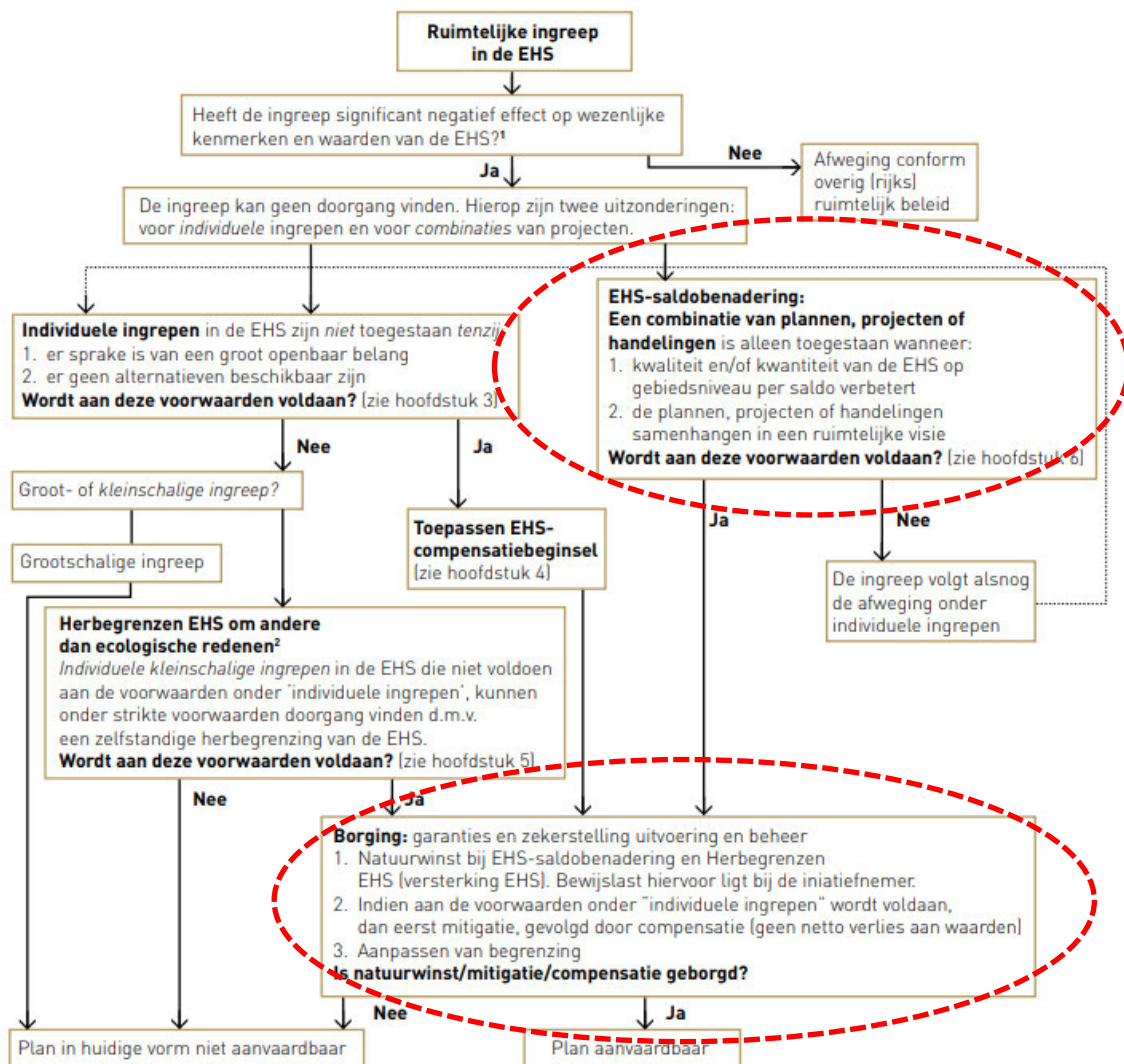 Ruimtelijke ingreep
in de EHS
Heeft de ingreep significant negatief effect op wezenlijke
kenmerken en waarden van de EHS?¹
Nee
Ja
Afweging conform
overig (rijks)
ruimtelijk beleid
De ingreep kan geen doorgang vinden. Hierop zijn twee uitzonderingen:
voor individuele ingrepen en voor combinaties van projecten.
Individuele ingrepen in de EHS zijn niet toegestaan tenzij
1. er sprake is van een groot openbaar belang
2. er geen alternatieven beschikbaar zijn
Wordt aan deze voorwaarden voldaan? (zie hoofdstuk 3)
EHS-saldobenadering:
Een combinatie van plannen, projecten of
handelingen is alleen toegestaan wanneer:
1. kwaliteit en/of kwantiteit van de EHS op
gebiedsniveau per saldo verbetert
2. de plannen, projecten of handelingen
samenhangen in een ruimtelijke visie
Wordt aan deze voorwaarden voldaan? (zie hoofdstuk 6)
Nee
Ja
Groot- of kleinschalige ingreep?
Grootschalige ingreep
Toepassen EHS-
compensatiebeginsel
(zie hoofdstuk 4)
Ja
Nee
De ingreep volgt alsnog
de afweging onder
individuele ingrepen
Herbegrenzen EHS om andere
dan ecologische redenen²
Individuele kleinschalige ingrepen in de EHS die niet voldoen
aan de voorwaarden onder 'individuele ingrepen', kunnen
onder strikte voorwaarden doorgang vinden d.m.v.
een zelfstandige herbegrenzing van de EHS.
Wordt aan deze voorwaarden voldaan? (zie hoofdstuk 5)
Nee
Ja
Borging: garanties en zekerstelling uitvoering en beheer
1. Natuurwinst bij EHS-saldobenadering en Herbegrenzen
EHS (versterking EHS). Bewijslast hiervoor ligt bij de iniatiefnemer.
2. Indien aan de voorwaarden onder "individuele ingrepen" wordt voldaan,
dan eerst mitigatie, gevolgd door compensatie (geen netto verlies aan waarden)
3. Aanpassen van begrenzing
Is natuurwinst/mitigatie/compensatie geborgd?
Nee
Ja
Plan in huidige vorm niet aanvaardbaar
Plan aanvaardbaar